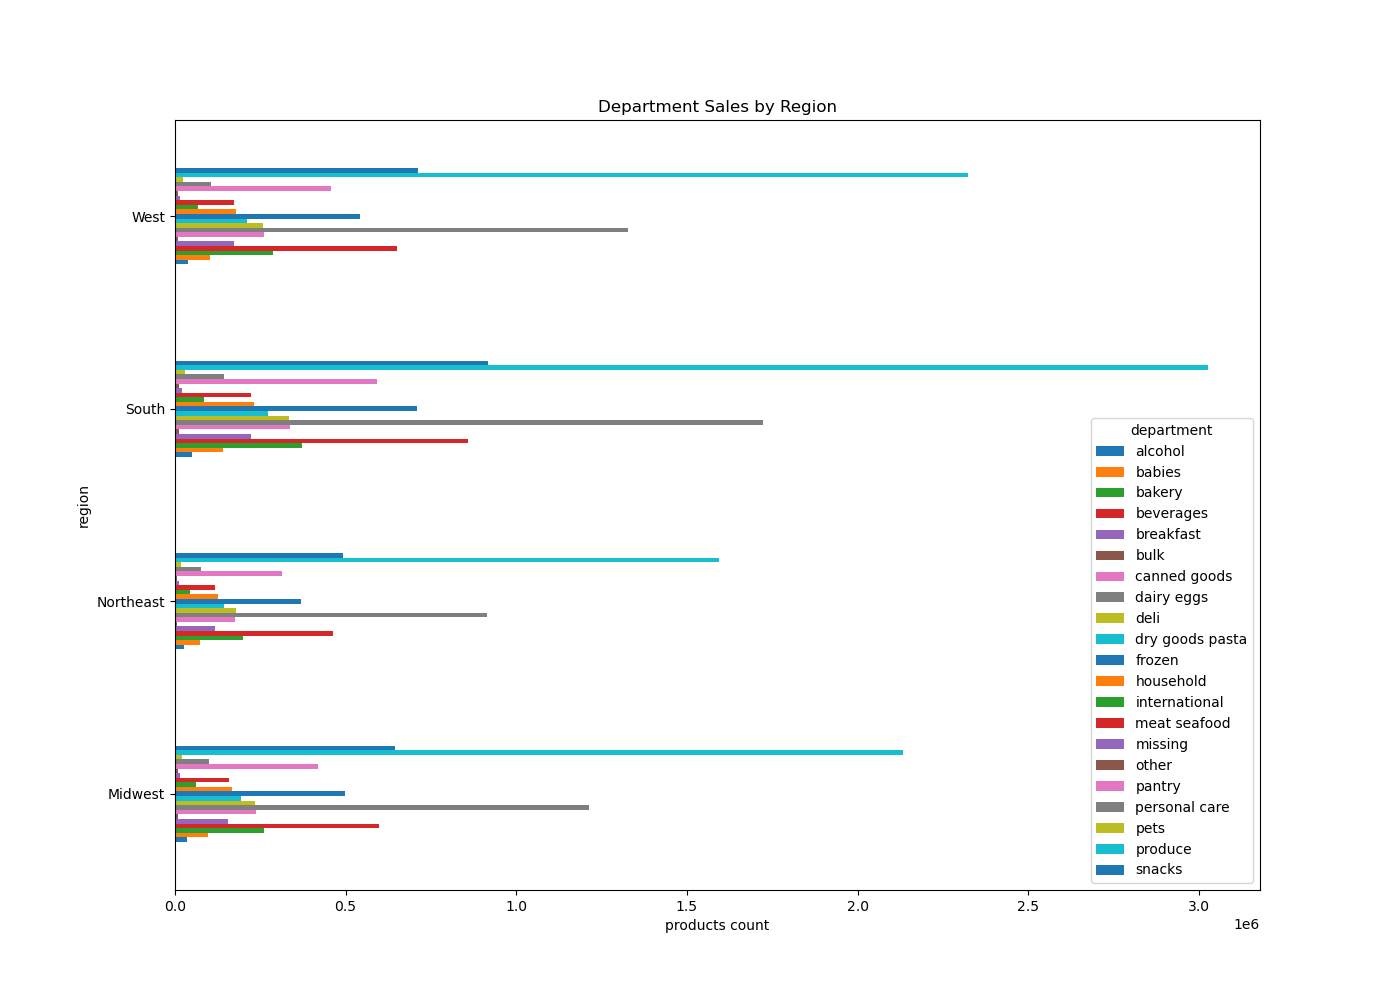 Department Sales by Region
West
South
Northeast
Midwest
region
department
alcohol
babies
bakery
beverages
breakfast
bulk
canned goods
dairy eggs
deli
dry goods pasta
frozen
household
international
meat seafood
missing
other
pantry
personal care
pets
produce
snacks
0.0 0.5 1.0 1.5 2.0 2.5 3.0
products count
1e6